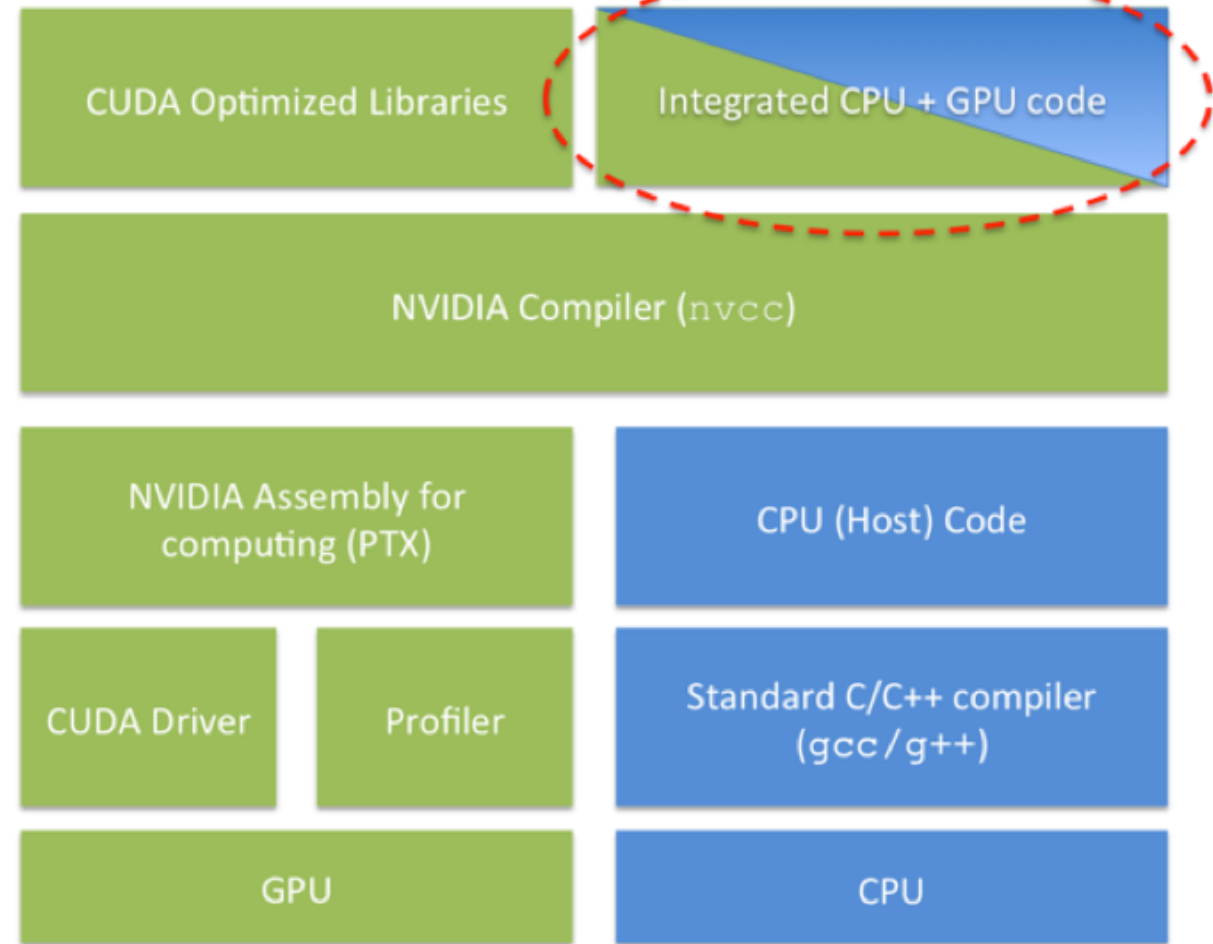 CUDA Optimized Libraries
Integrated CPU + GPU code
NVIDIA Compiler (nvcc)
NVIDIA Assembly for
computing (PTX)
CPU (Host) Code
CUDA Driver
Profiler
Standard C/C++ compiler
(gcc/g++)
GPU
CPU